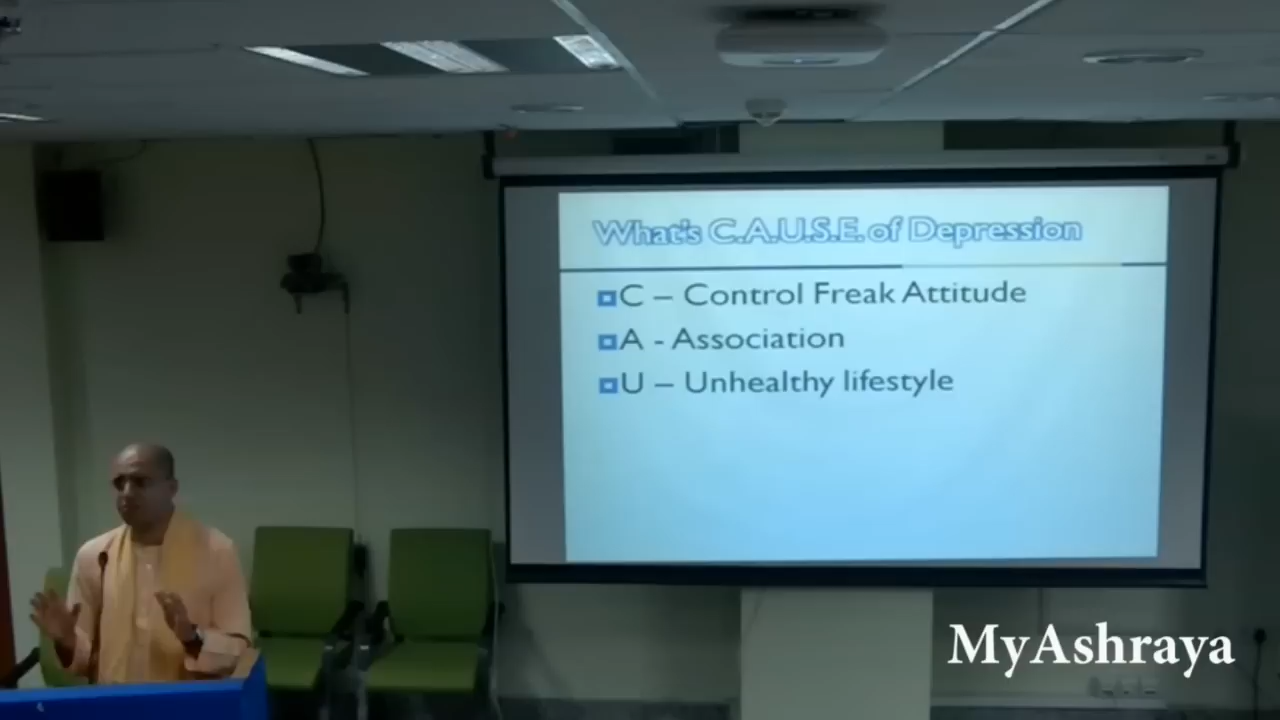 What's C.A.U.S.E. of Depression
C – Control Freak Attitude
A - Association
U – Unhealthy lifestyle
MyAshraya